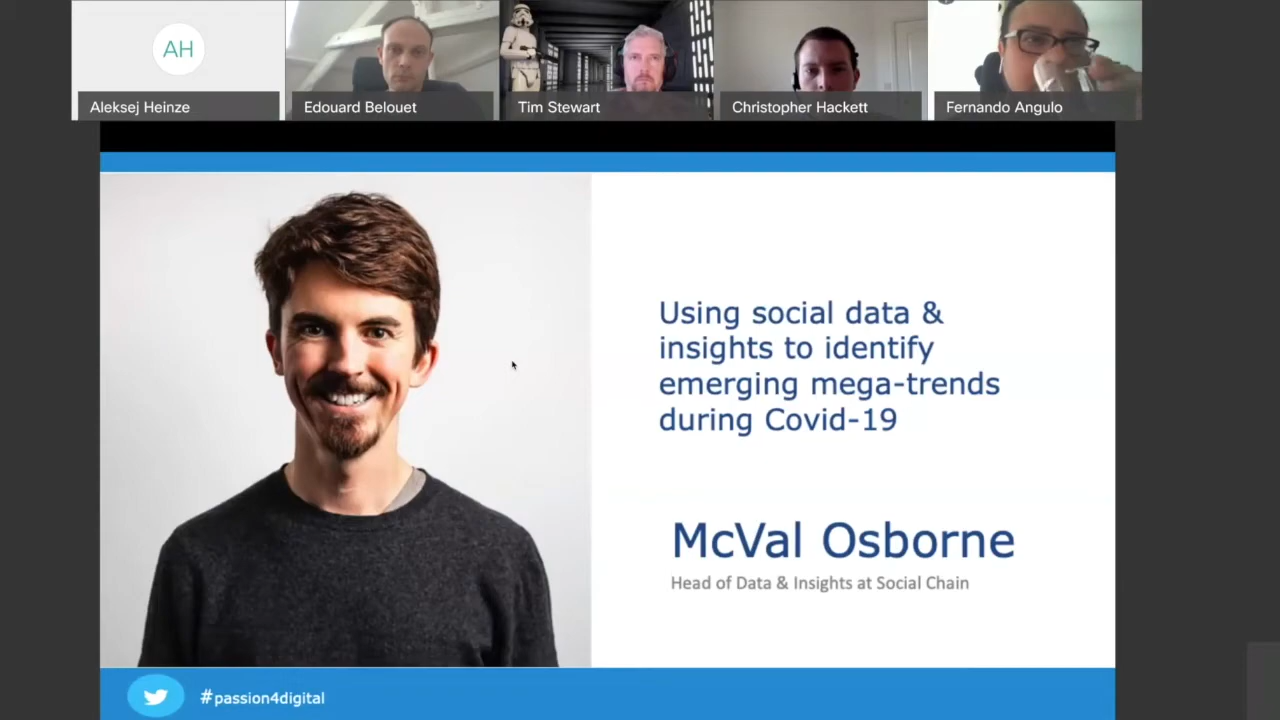 AH
Aleksej Heinze
Edouard Belouet
Tim Stewart
Christopher Hackett
Fernando Angulo
Using social data &
insights to identify
emerging mega-trends
during Covid-19
McVal Osborne
Head of Data & Insights at Social Chain
#passion4digital